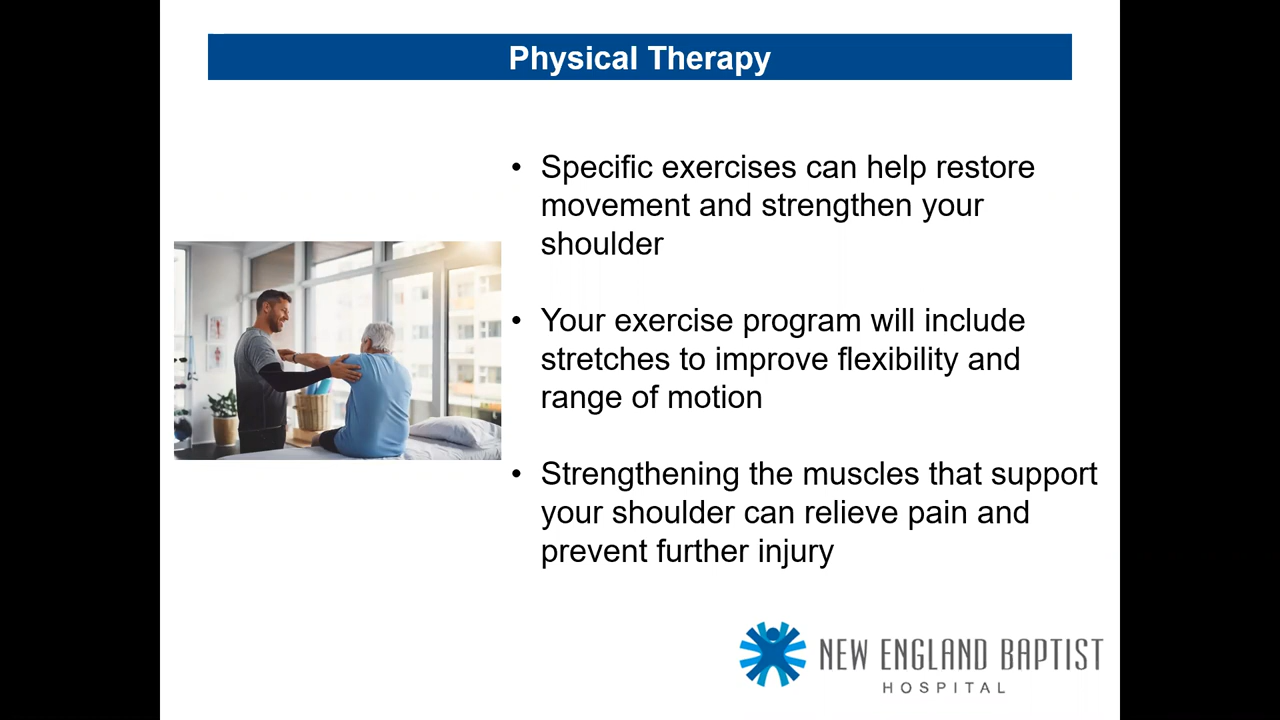 Physical Therapy
• Specific exercises can help restore
movement and strengthen your
shoulder
• Your exercise program will include
stretches to improve flexibility and
range of motion
• Strengthening the muscles that support
your shoulder can relieve pain and
prevent further injury
NEW ENGLAND BAPTIST
HOSPITAL